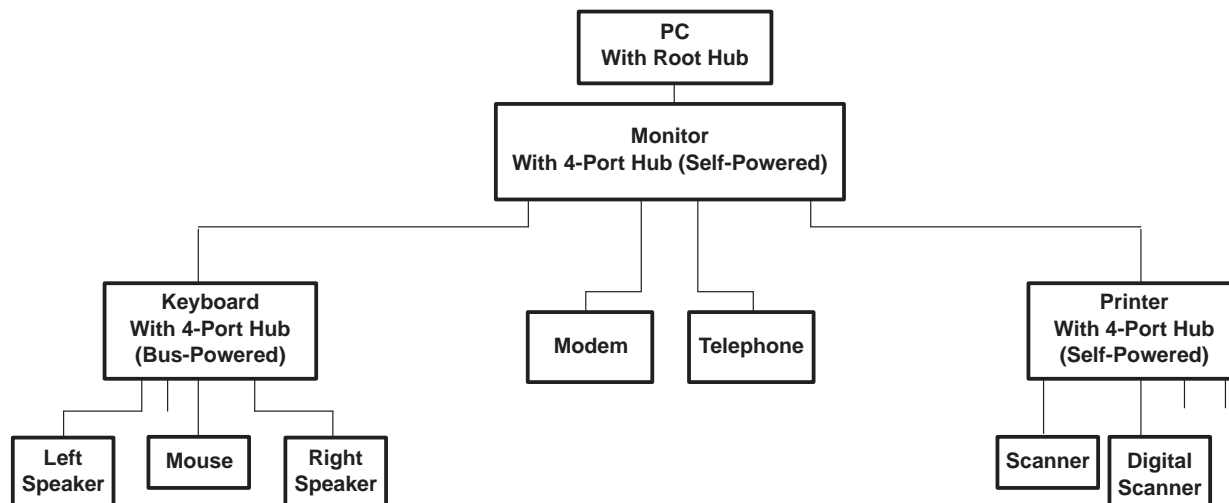 PC
With Root Hub
Monitor
With 4-Port Hub (Self-Powered)
Keyboard
With 4-Port Hub
(Bus-Powered)
Modem
Telephone
Printer
With 4-Port Hub
(Self-Powered)
Left
Speaker
Mouse
Right
Speaker
Scanner
Digital
Scanner